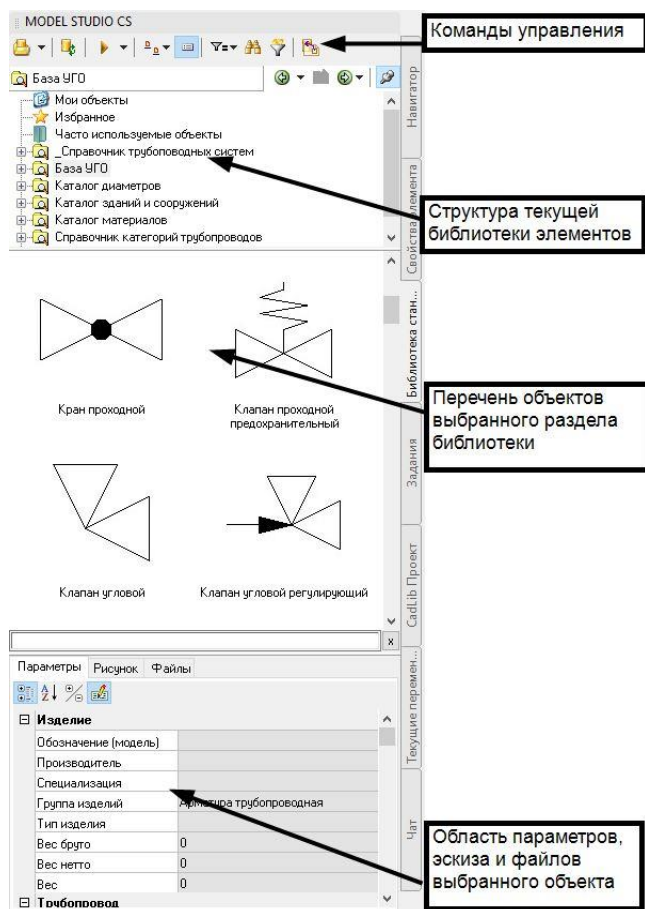 MODEL STUDIO CS
Команды управления
База УГО
Мои объекты
Избранное
Часто используемые объекты
_Справочник трубопроводных систем
База УГО
Каталог диаметров
Каталог зданий и сооружений
Каталог материалов
Справочник категорий трубопроводов
Структура текущей
библиотеки элементов
Кран проходной
Клапан проходной
предохранительный
Перечень объектов
выбранного раздела
библиотеки
Клапан угловой
Клапан угловой регулирующий
x
Параметры Рисунок Файлы
Изделие
Обозначение (модель)
Производитель
Специализация
Группа изделий Арматура трубопроводная
Тип изделия
Вес брутто 0
Вес нетто 0
Вес 0
Трубопровод
Область параметров,
эскиза и файлов
выбранного объекта
Навигатор
Свойства элемента
Библиотека стан...
Задания
CadLib Проект
Текущие перемен...
Чат